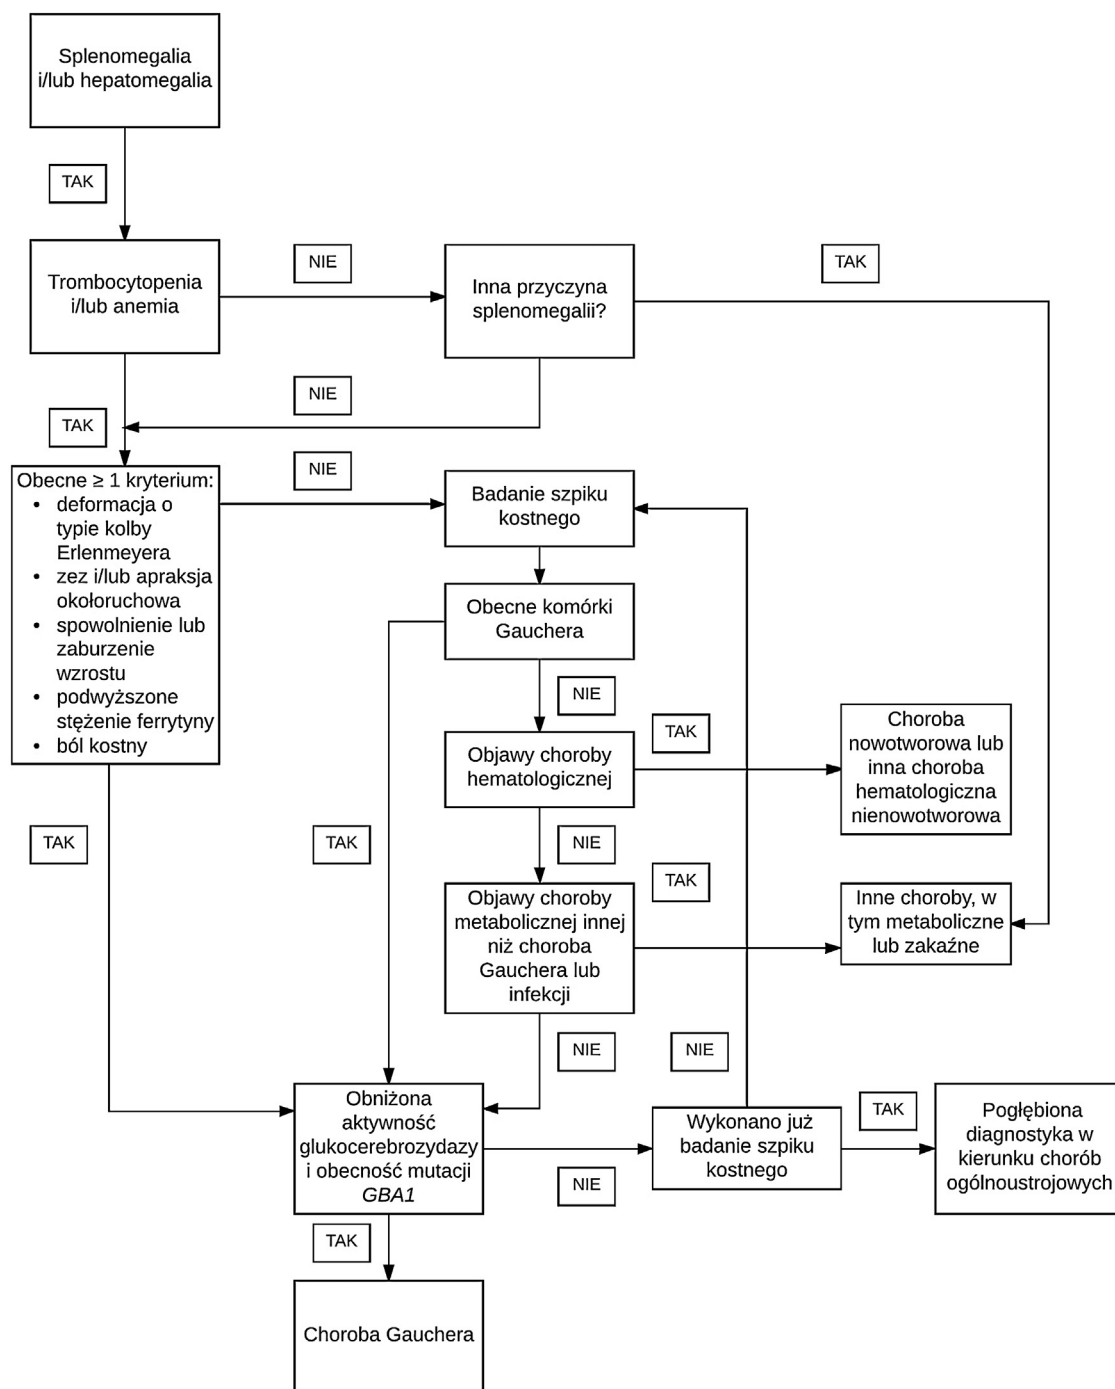 Splenomegalia
i/lub hepatomegalia
TAK
Trombocytopenia
i/lub anemia
NIE
Inna przyczyna
splenomegalii?
TAK
NIE
TAK
Obecne ≥ 1 kryterium:
• deformacja o
typie kolby
Erlenmeyera
• zez i/lub apraksja
okołoruchowa
• spowolnienie lub
zaburzenie
wzrostu
• podwyższone
stężenie ferrytyny
• ból kostny
NIE
Badanie szpiku
kostnego
Obecne komórki
Gauchera
NIE
TAK
Objawy choroby
hematologicznej
Choroba
nowotworowa lub
inna choroba
hematologiczna
nienowotworowa
TAK
TAK
NIE
TAK
Objawy choroby
metabolicznej innej
niż choroba
Gauchera lub
infekcji
Inne choroby, w
tym metaboliczne
lub zakaźne
NIE
NIE
Obniżona
aktywność
glukocerebrozydazy
i obecność mutacji
GBA1
NIE
Wykonano już
badanie szpiku
kostnego
TAK
Pogłębiona
diagnostyka w
kierunku chorób
ogólnoustrojowych
TAK
Choroba Gauchera